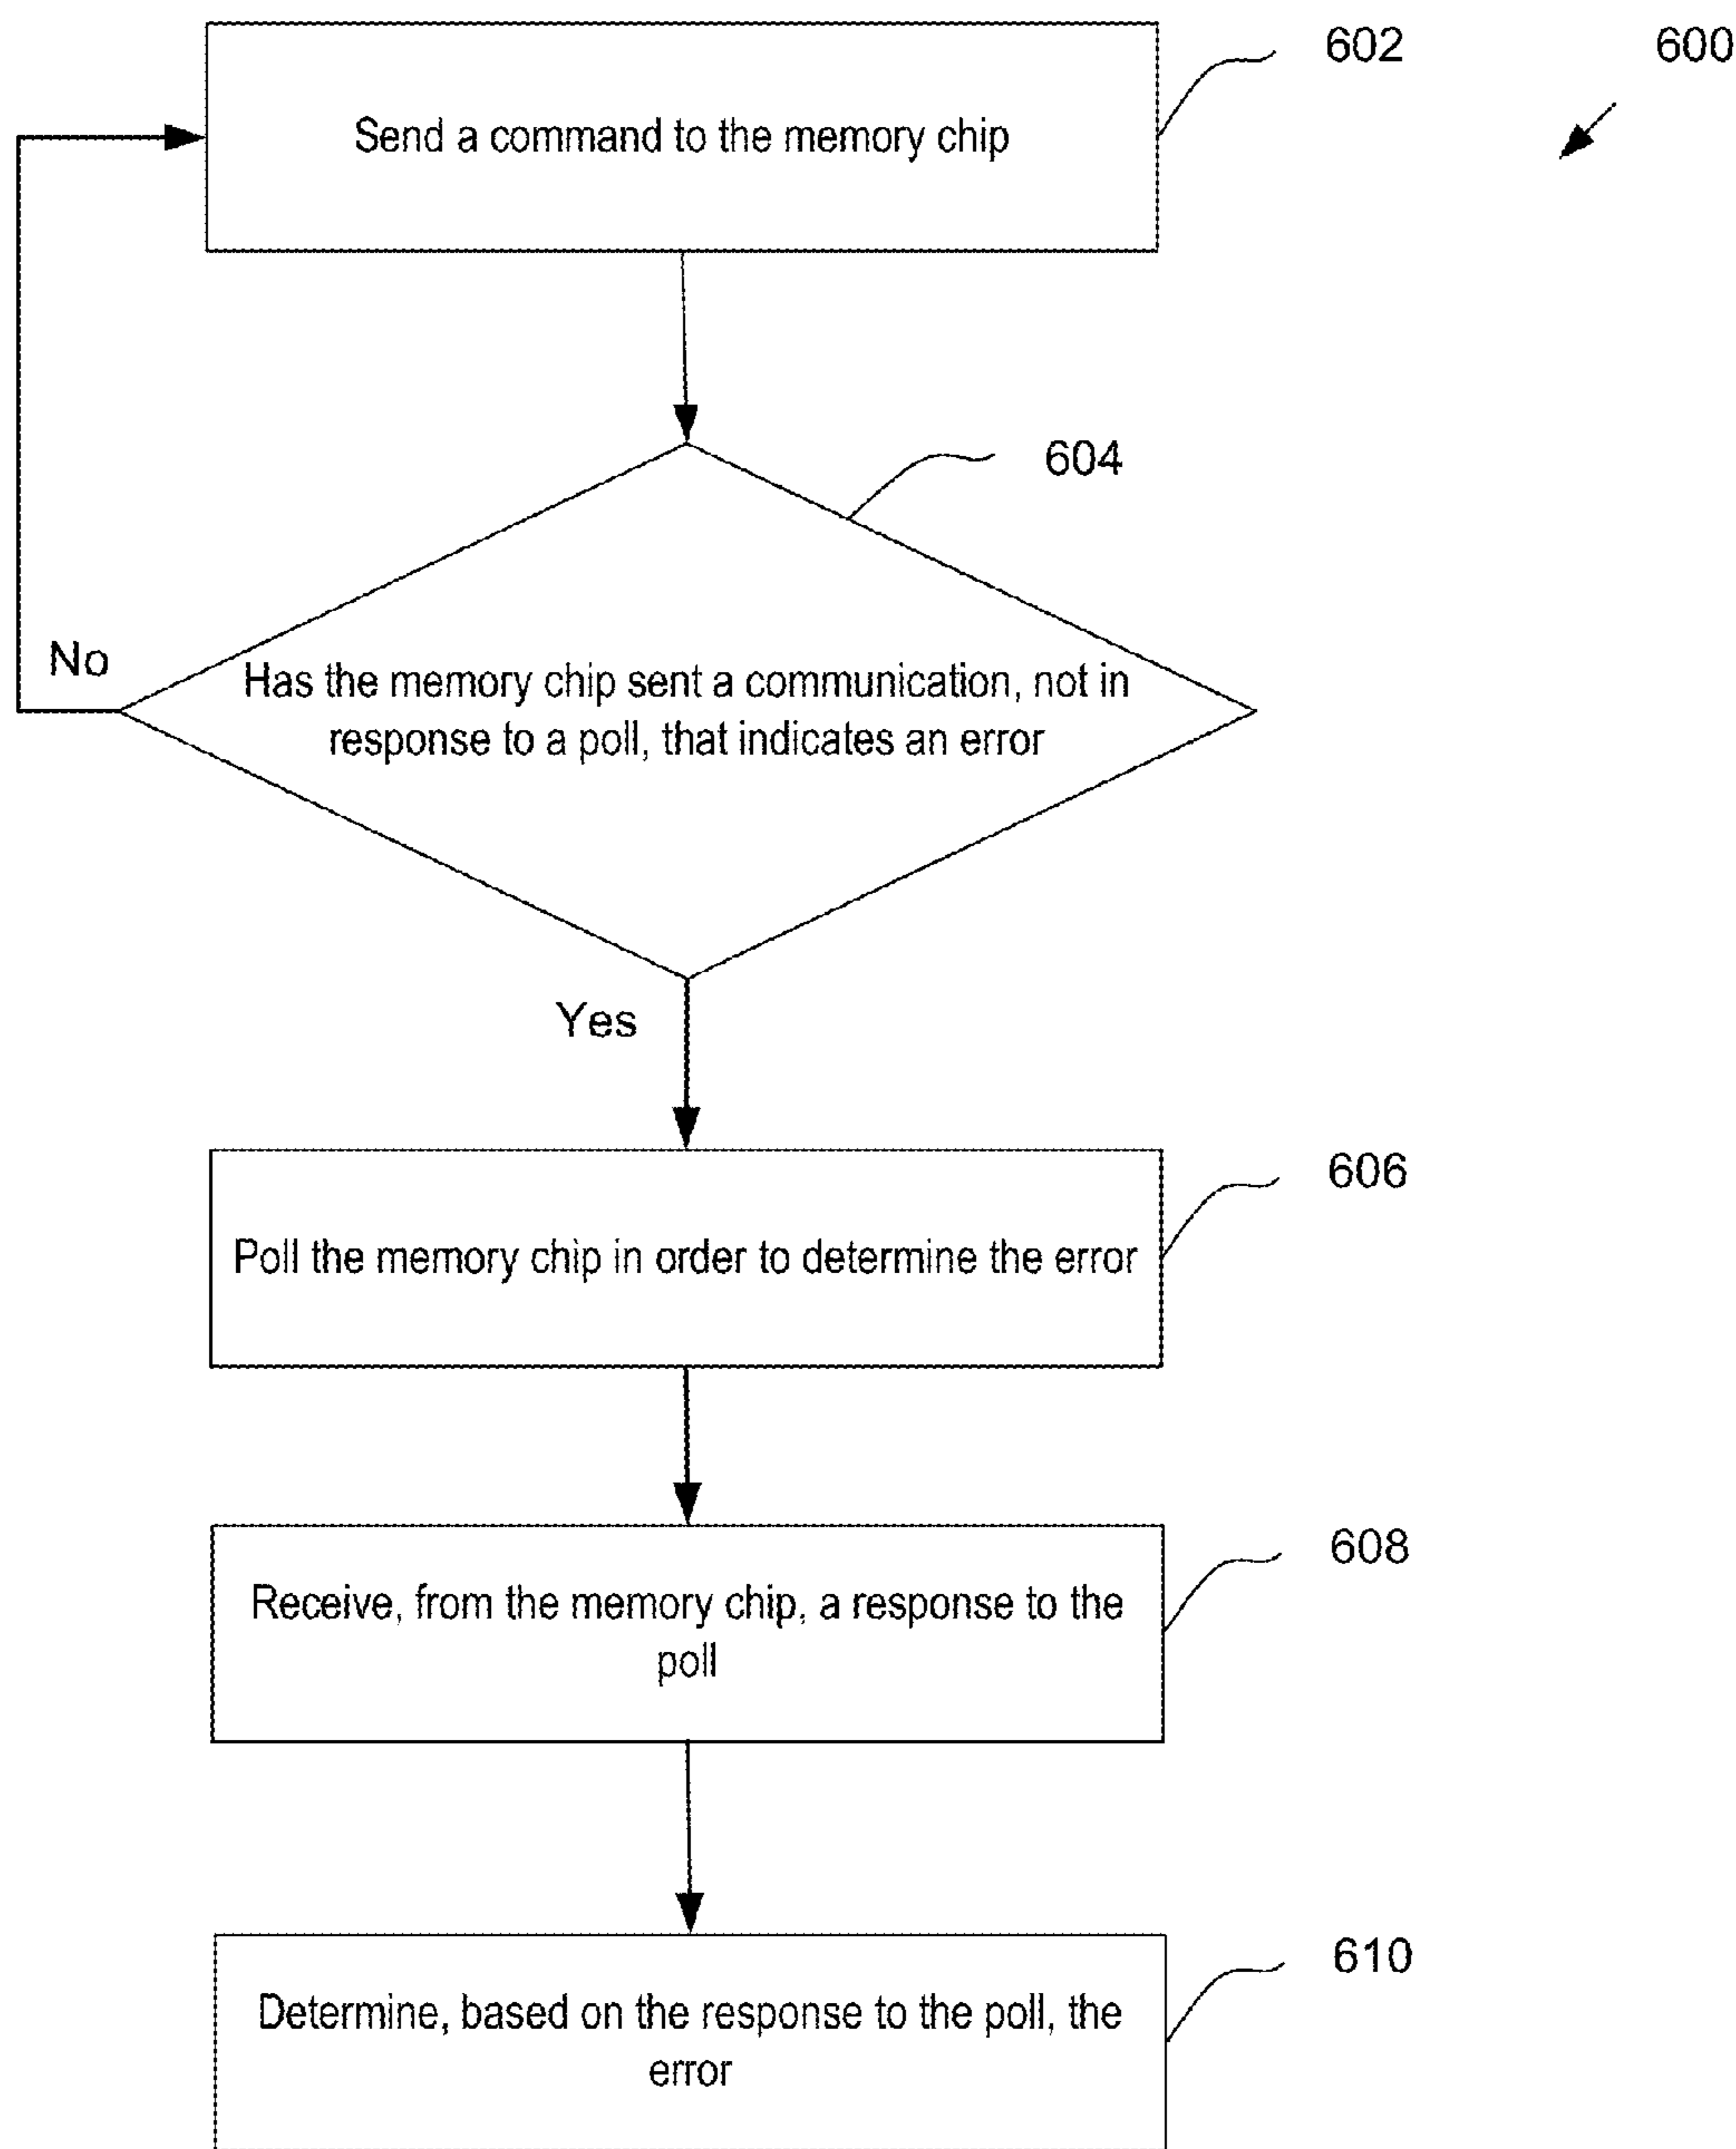 602
600
Send a command to the memory chip
604
No
Has the memory chip sent a communication, not in
response to a poll, that indicates an error
Yes
606
Poll the memory chip in order to determine the error
608
Receive, from the memory chip, a response to the
poll
610
Determine, based on the response to the poll, the
error